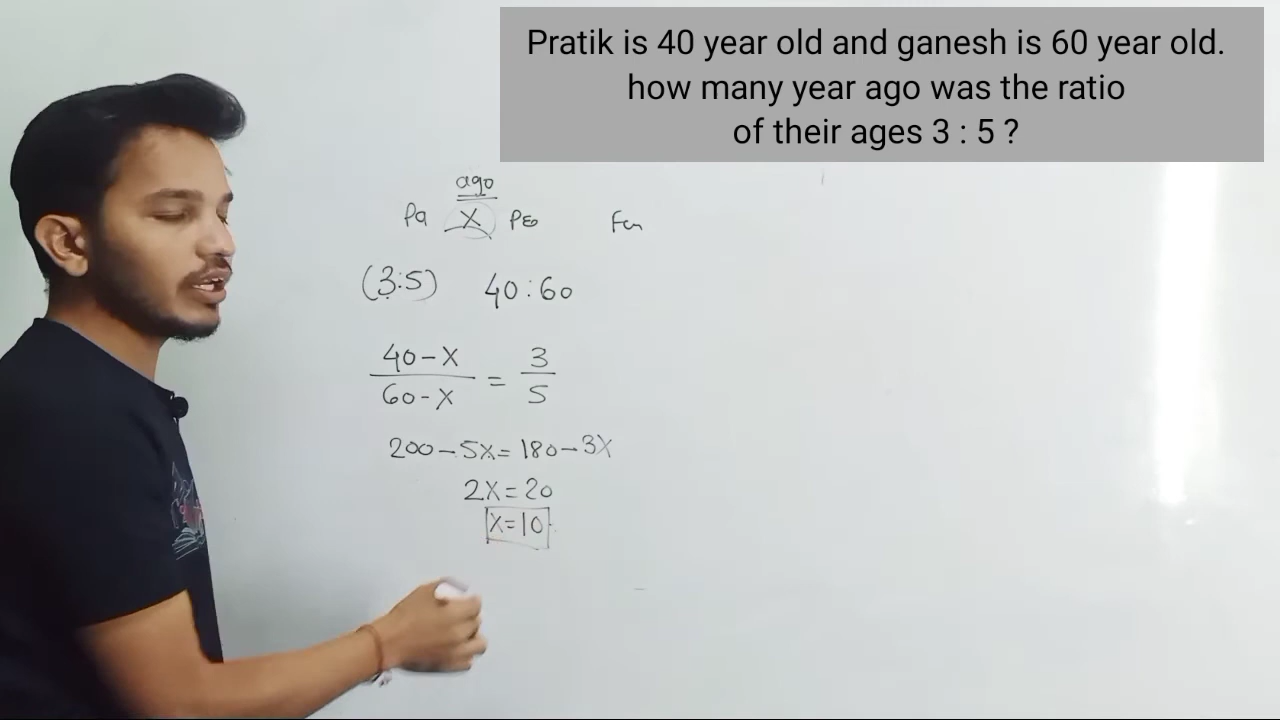 Pratik is 40 year old and ganesh is 60 year old.
how many year ago was the ratio
of their ages 3 : 5 ?
ago
Pa X Pe
(3:5) 40:60
40-X
60-X
=
3
5
200-5X=180-3X
2X=20
X=10